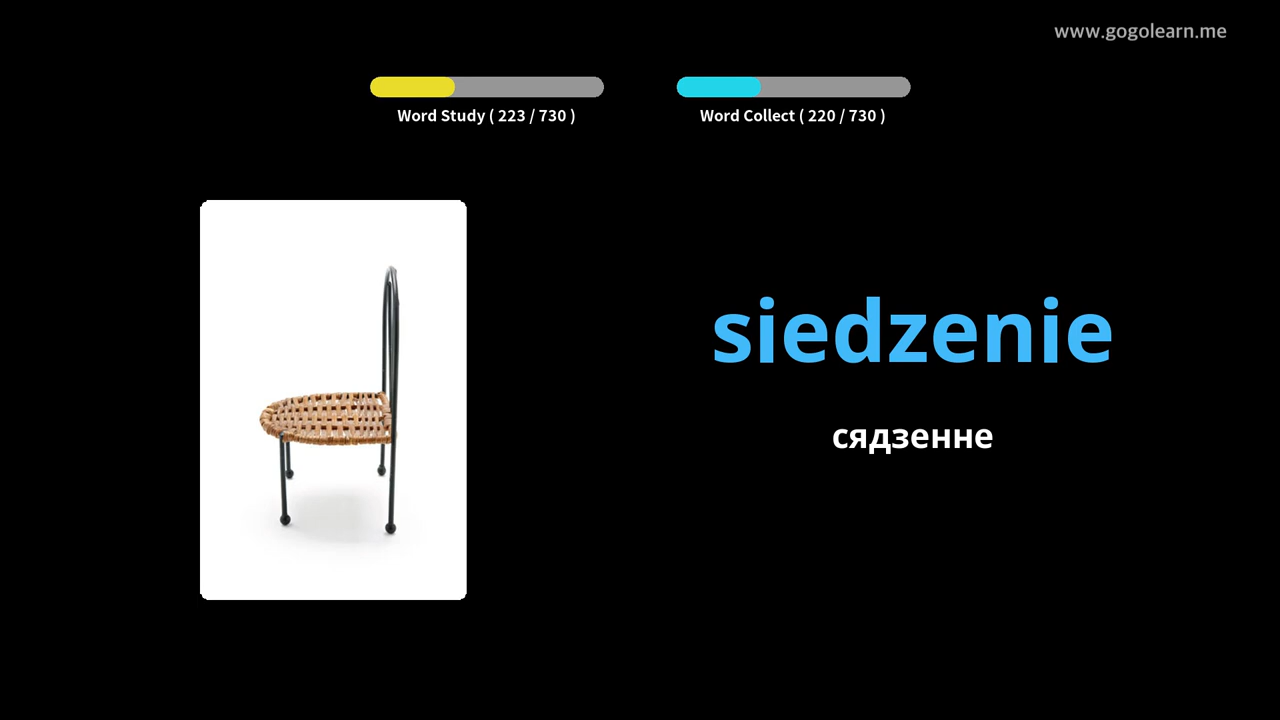 www.gogolearn.me
Word Study ( 223 / 730 )
Word Collect ( 220 / 730 )
siedzenie
сядзенне